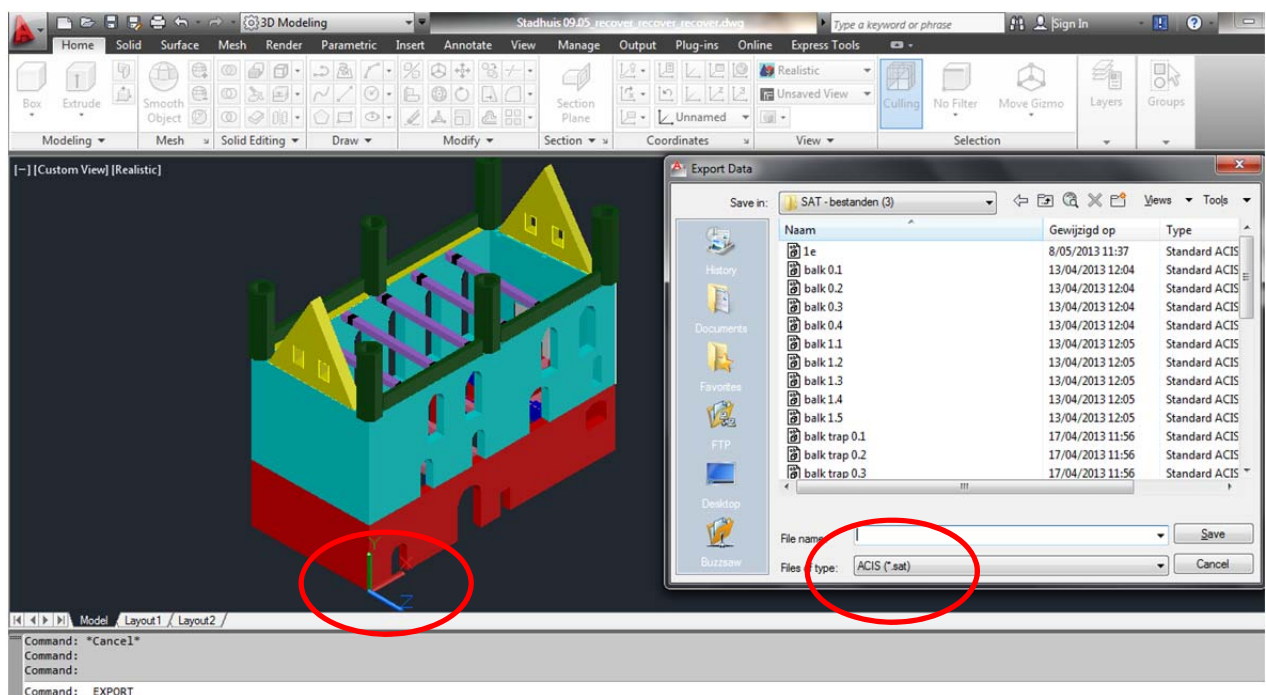 3D Modeling
Stadhuis 09.05_recover_recover_recover.dwg
Type a keyword or phrase
Sign In
Home Solid Surface Mesh Render Parametric Insert Annotate View Manage Output Plug-ins Online Express Tools
Box
Extrude
Smooth
Object
Section
Plane
Realistic
Unsaved View
Unnamed
Culling
No Filter
Move Gizmo
Layers
Groups
Modeling
Mesh
Solid Editing
Draw
Modify
Section
Coordinates
View
Selection
[−] [Custom View] [Realistic]
Y
X
Z
Export Data
Save in:
SAT - bestanden (3)
Views
Tools
Naam Gewijzigd op Type
1e 8/05/2013 11:37 Standard ACIS
balk 0.1 13/04/2013 12:04 Standard ACIS
balk 0.2 13/04/2013 12:04 Standard ACIS
balk 0.3 13/04/2013 12:04 Standard ACIS
balk 0.4 13/04/2013 12:04 Standard ACIS
balk 1.1 13/04/2013 12:05 Standard ACIS
balk 1.2 13/04/2013 12:05 Standard ACIS
balk 1.3 13/04/2013 12:05 Standard ACIS
balk 1.4 13/04/2013 12:05 Standard ACIS
balk 1.5 13/04/2013 12:05 Standard ACIS
balk trap 0.1 17/04/2013 11:56 Standard ACIS
balk trap 0.2 17/04/2013 11:56 Standard ACIS
balk trap 0.3 17/04/2013 11:56 Standard ACIS
History
Documents
Favorites
FTP
Desktop
Buzzsaw
File name:
Save
Files of type:
ACIS (*.sat)
Cancel
Model Layout1 Layout2
Command: *Cancel*
Command:
Command:
Command: EXPORT